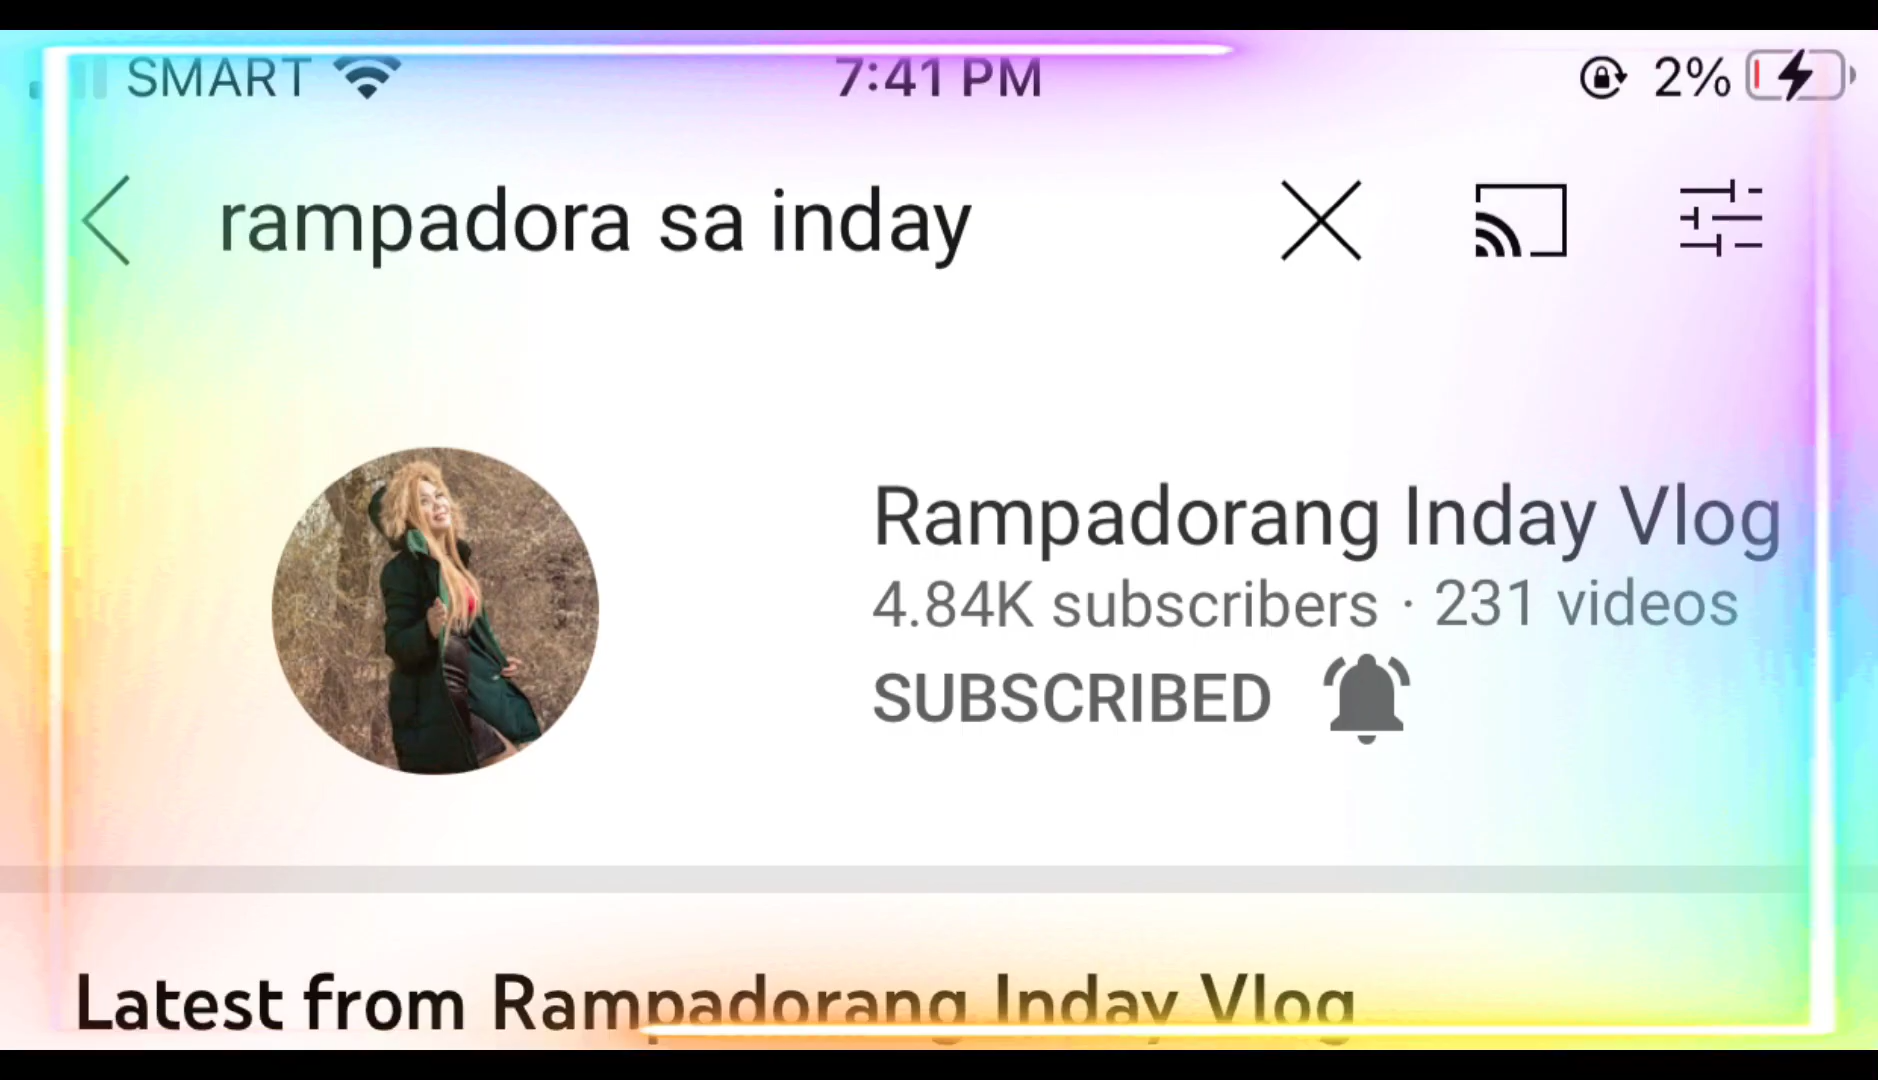 SMART 7:41 PM 2%
rampadora sa inday
Rampadorang Inday Vlog
4.84K subscribers · 231 videos
SUBSCRIBED
Latest from Rampadorang Inday Vlog